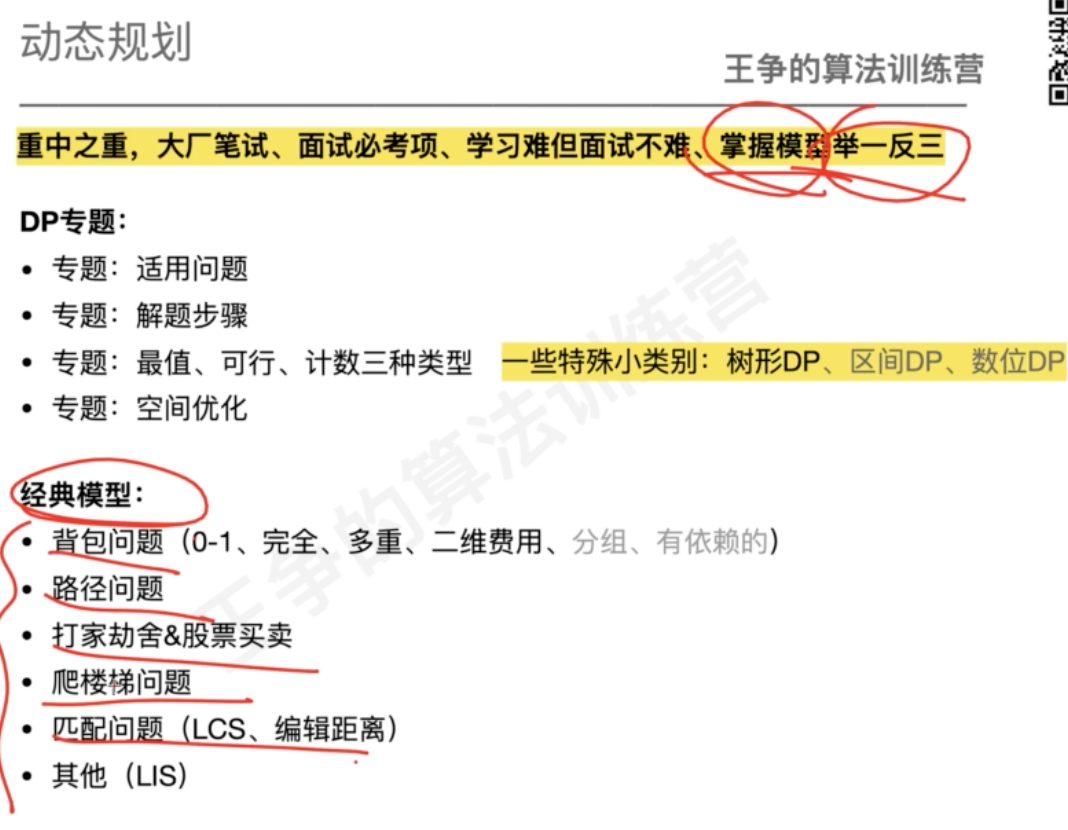 动态规划
王争的算法训练营
重中之重，大厂笔试、面试必考项、学习难但面试不难、掌握模型举一反三
DP专题：
• 专题：适用问题
• 专题：解题步骤
• 专题：最值、可行、计数三种类型 一些特殊小类别：树形DP、区间DP、数位DP
• 专题：空间优化
经典模型：
• 背包问题（0-1、完全、多重、二维费用、分组、有依赖的）
• 路径问题
• 打家劫舍&股票买卖
• 爬楼梯问题
• 匹配问题（LCS、编辑距离）
• 其他（LIS）
王争的算法训练营